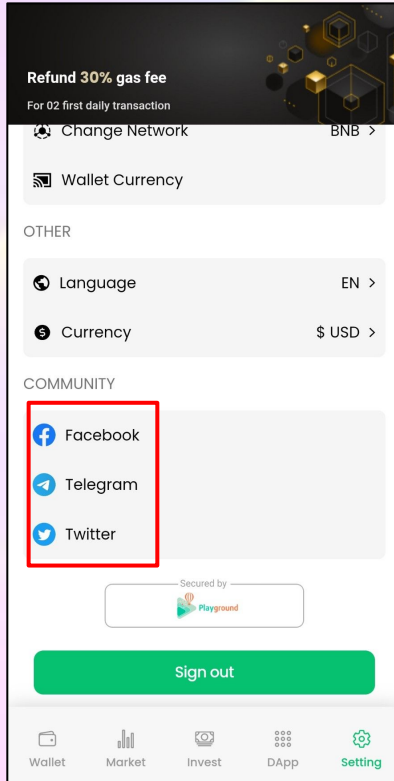 Refund 30% gas fee
For 02 first daily transaction
Change Network BNB >
Wallet Currency
OTHER
Language EN >
Currency $ USD >
COMMUNITY
Facebook
Telegram
Twitter
Secured by
Playground
Sign out
Wallet Market Invest DApp Setting